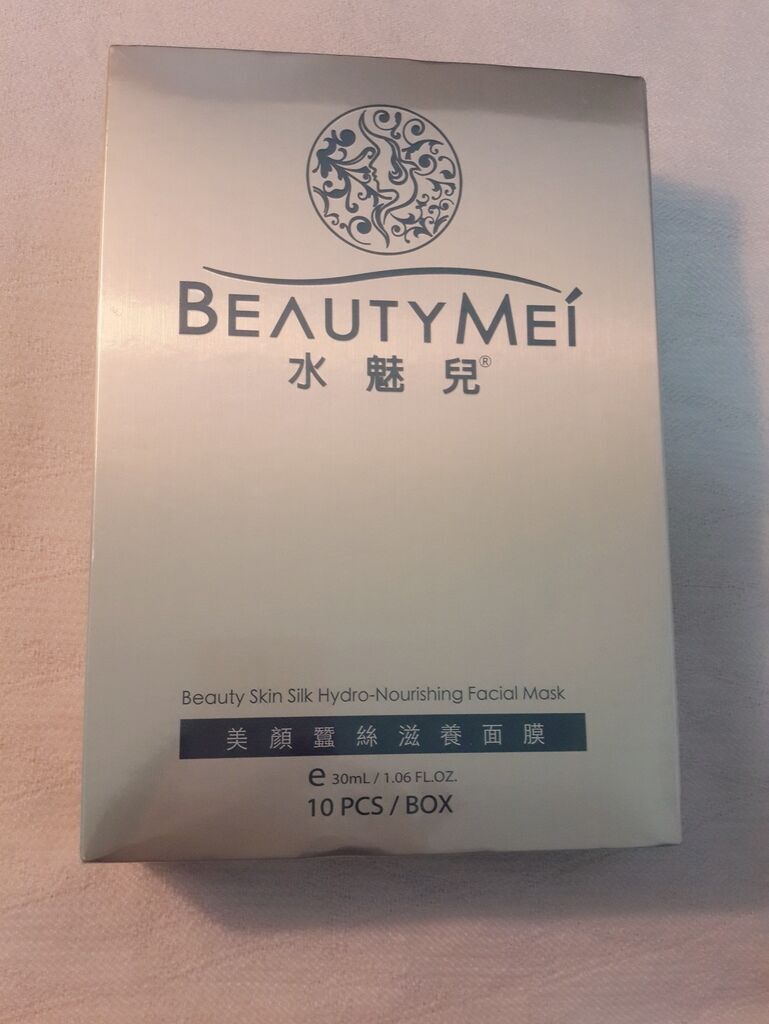 BEAUTYMEÍ
水魅兒®
Beauty Skin Silk Hydro-Nourishing Facial Mask
美顏蠶絲滋養面膜
e 30mL / 1.06 FL.OZ.
10 PCS / BOX